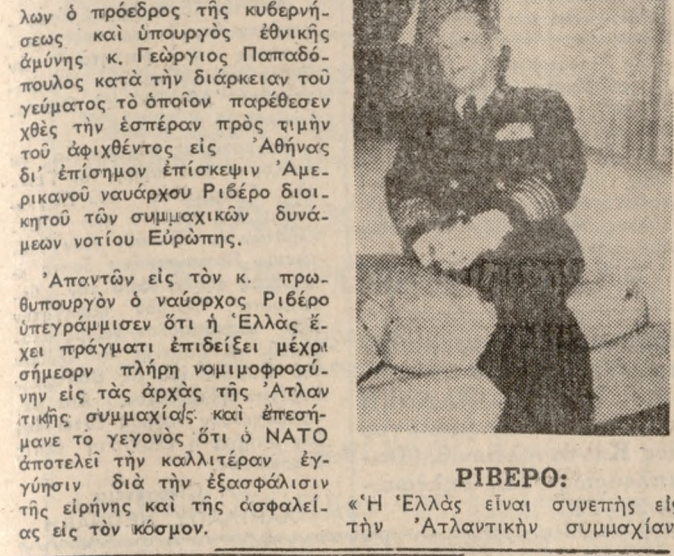 λων ὁ πρόεδρος τῆς κυβερνή-
σεως καὶ ὑπουργὸς ἐθνικῆς
ἀμύνης κ. Γεὠργιος Παπαδό-
πουλος κατὰ τὴν διάρκειαν τοῦ
γεύματος τὸ ὁποῖον παρέθεσεν
χθὲς τὴν ἑσπέραν πρὸς τιμὴν
τοῦ ἀφιχθέντος εἰς Ἀθήνας
δι' ἐπίσημον ἐπίσκεψιν Ἀμε-
ρικανοῦ ναυάρχου Ριβέρο διοι-
κητοῦ τῶν συμμαχικῶν δυνά-
μεων νοτίου Εὐρώπης.
Ἀπαντῶν εἰς τὸν κ. πρω-
θυπουργὸν ὁ ναύορχος Ριβέρο
ὑπεγράμμισεν ὅτι ἡ Ἑλλὰς ἔ-
χει πράγματι ἐπιδείξει μέχρι
σήμεορν πλήρη νομιμοφροσύ-
νην εἰς τὰς ἀρχὰς τῆς Ἀτλαν
τικῆς συμμαχίας καὶ ἐπεσή-
μανε τὸ γεγονὸς ὅτι ὁ ΝΑΤΟ
ἀποτελεῖ τὴν καλλιτέραν ἐγ-
γύησιν διὰ τὴν ἐξασφάλισιν
τῆς εἰρήνης καὶ τῆς ἀσφαλεί-
ας εἰς τὸν κόσμον.
ΡΙΒΕΡΟ:
«Ἡ Ἑλλὰς εἶναι συνεπὴς εἰς
τὴν Ἀτλαντικὴν συμμαχίαν